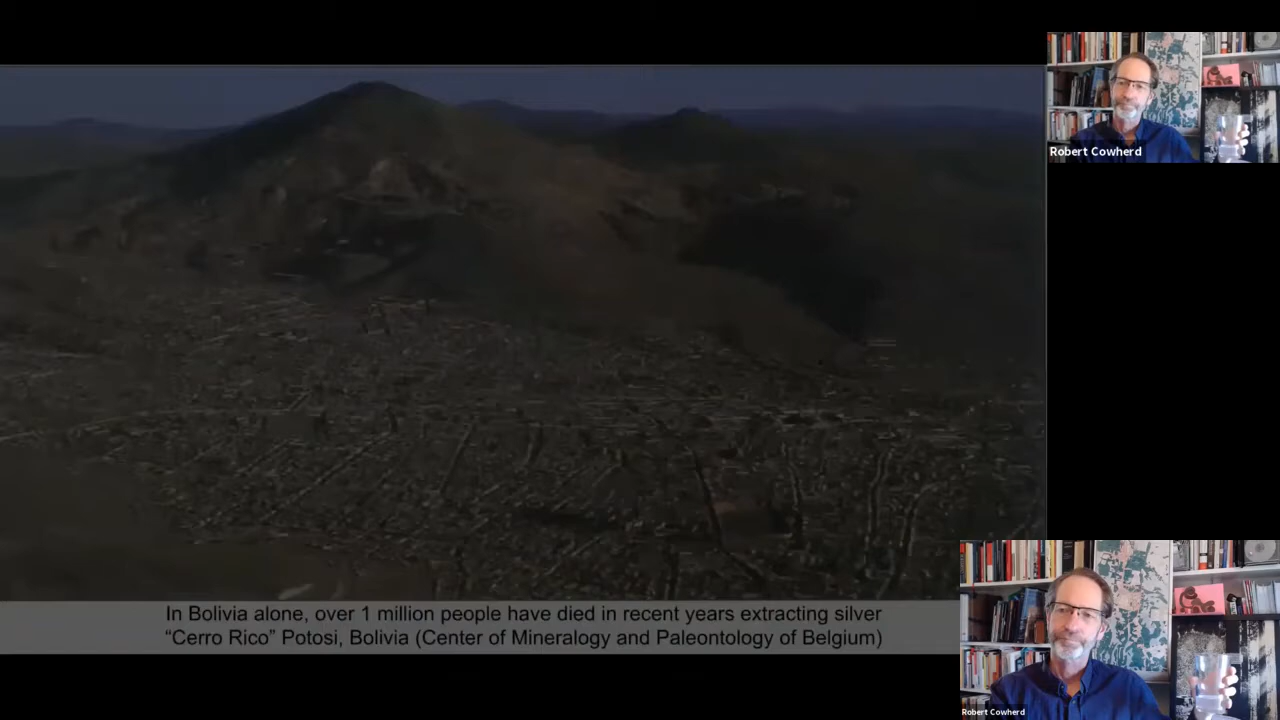 Robert Cowherd
In Bolivia alone, over 1 million people have died in recent years extracting silver
“Cerro Rico” Potosi, Bolivia (Center of Mineralogy and Paleontology of Belgium)
Robert Cowherd